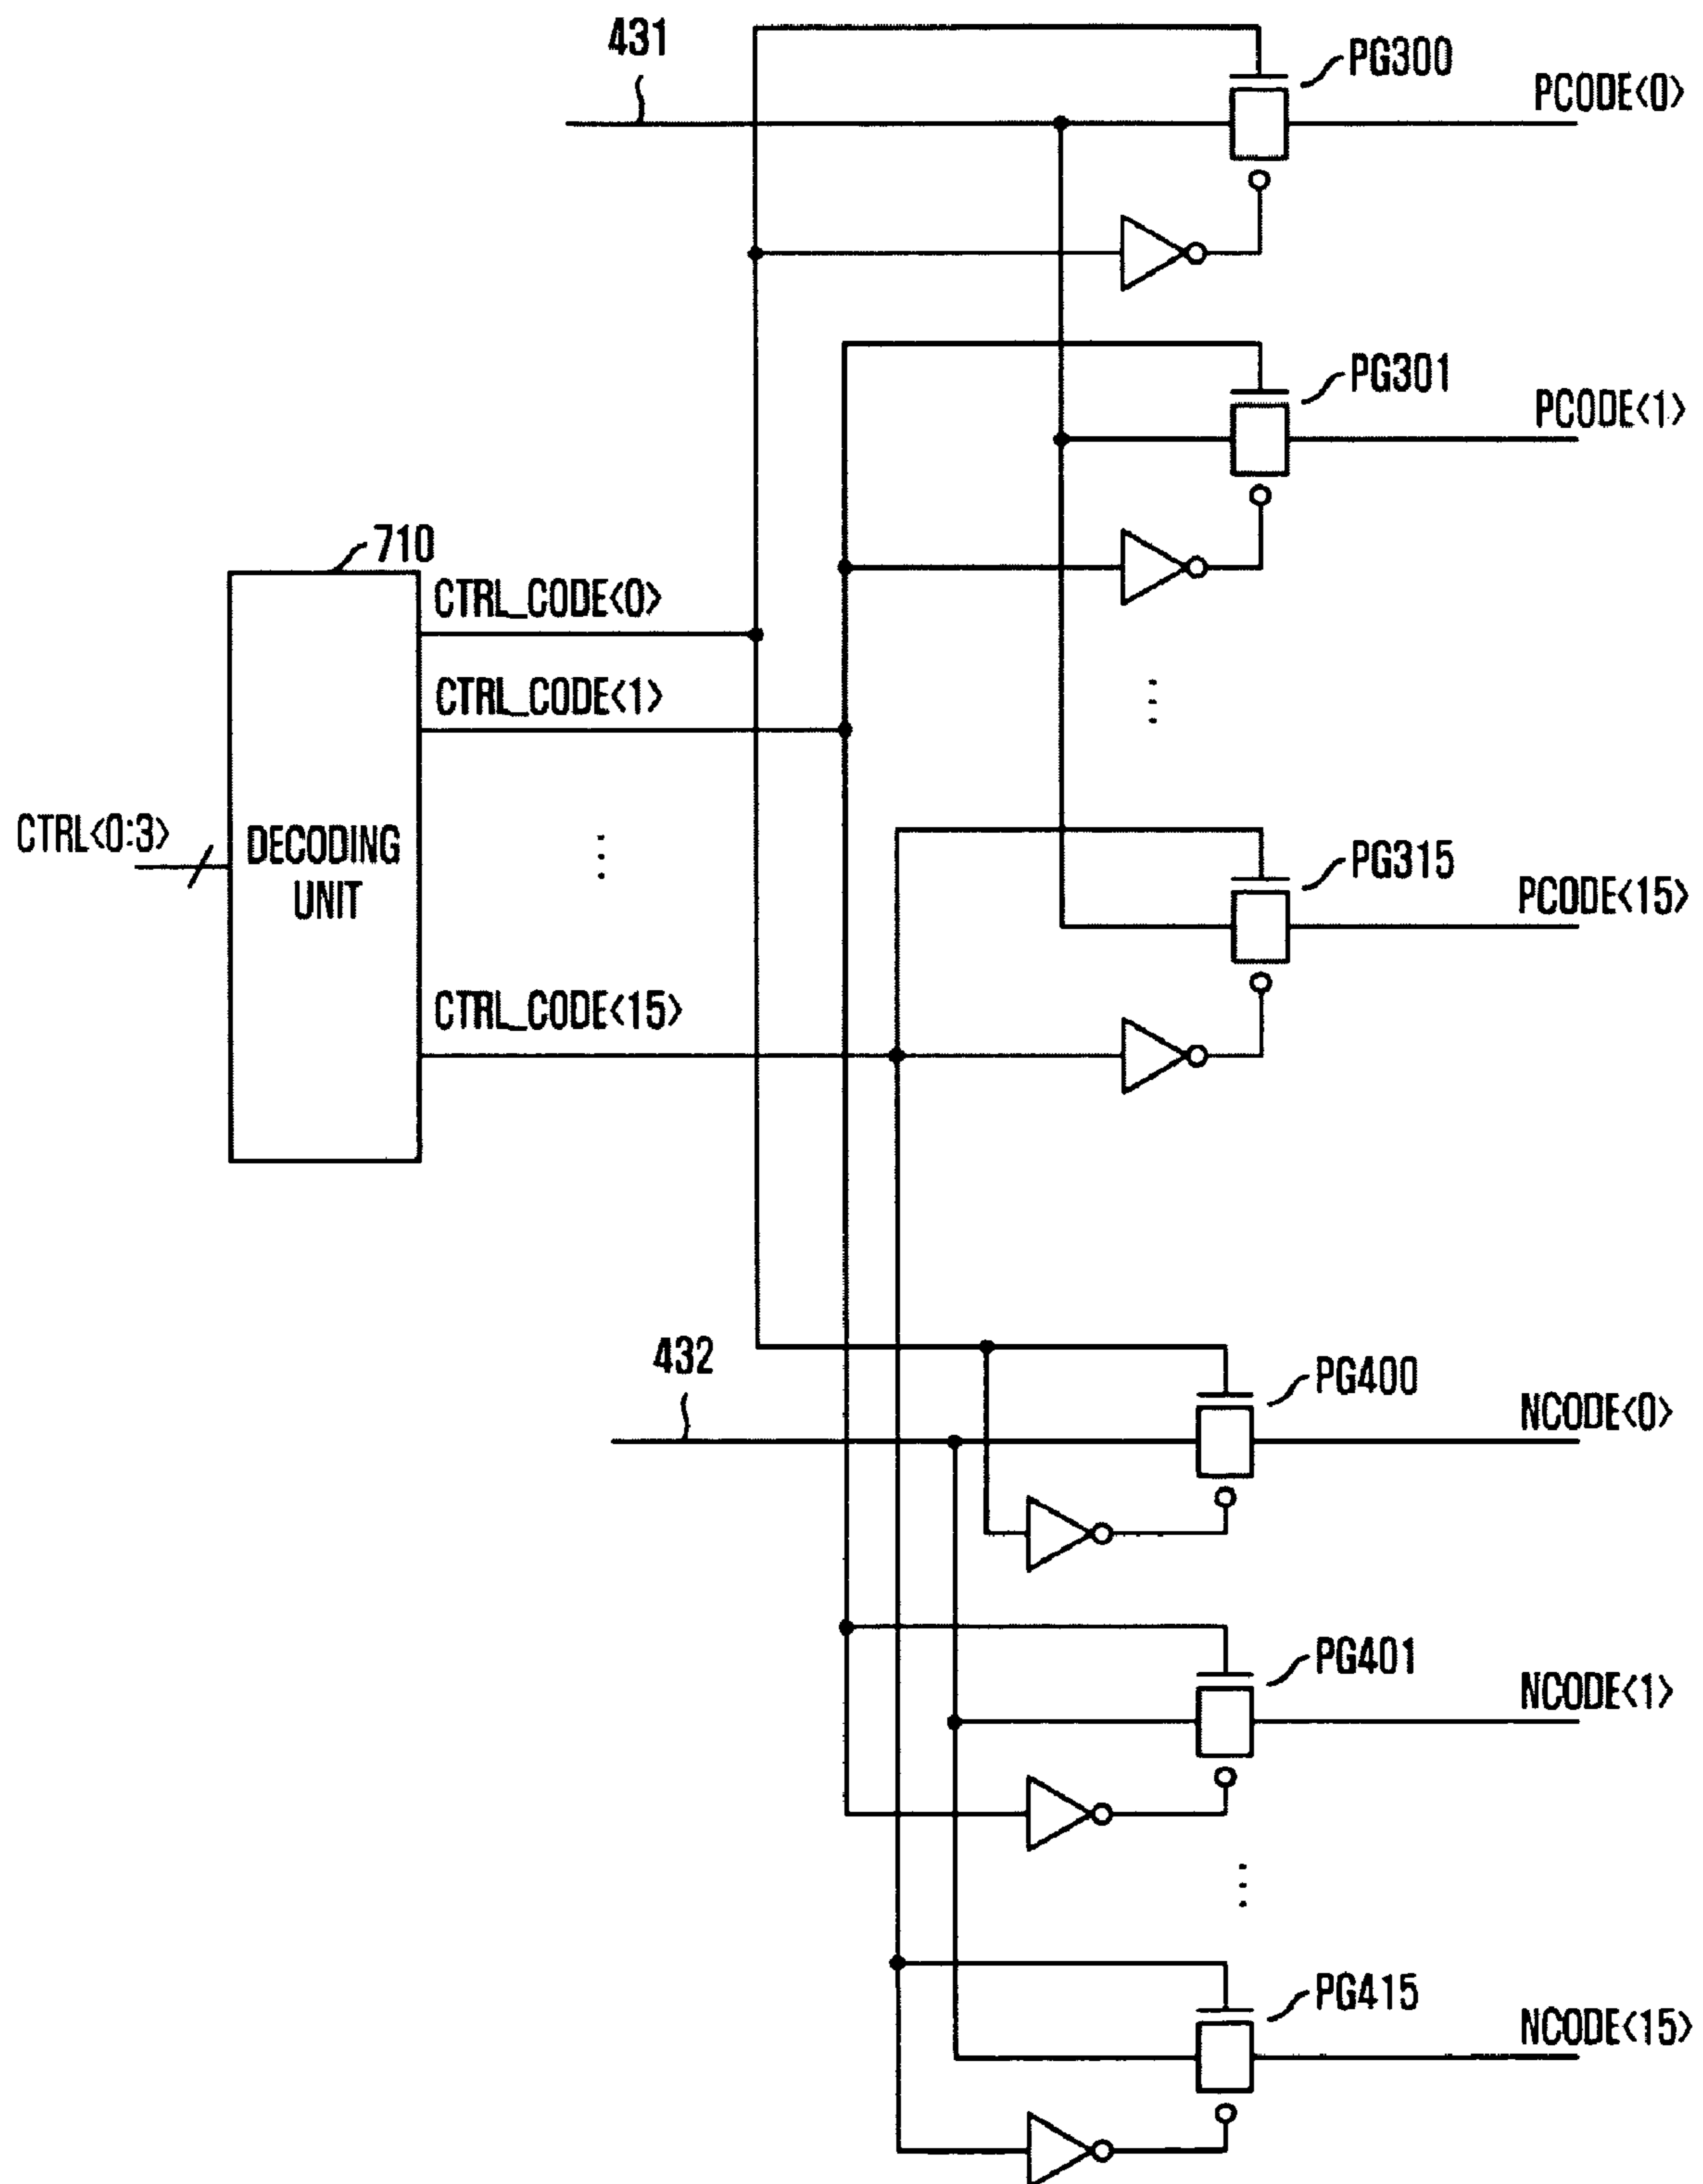 431
PG300
PCODE<0>
PG301
PCODE<1>
710
CTRL_CODE<0>
CTRL_CODE<1>
CTRL<0:3>
DECODING
UNIT
PG315
PCODE<15>
CTRL_CODE<15>
432
PG400
NCODE<0>
PG401
NCODE<1>
PG415
NCODE<15>